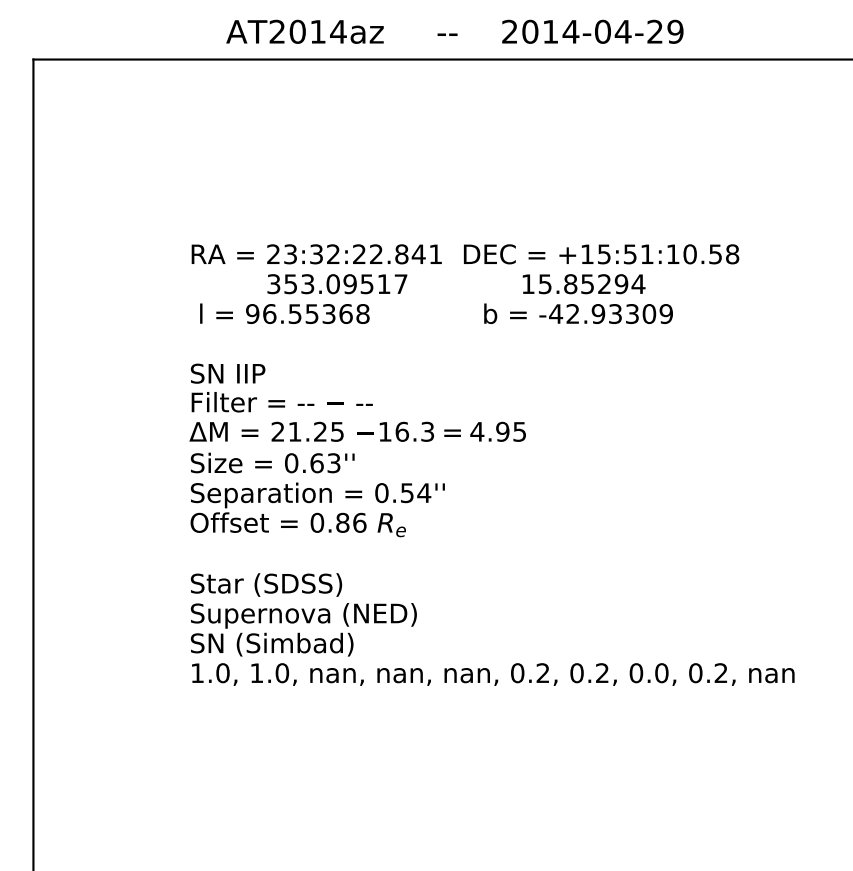 AT2014az -- 2014-04-29
RA = 23:32:22.841 DEC = +15:51:10.58
353.09517 15.85294
l = 96.55368 b = -42.93309
SN IIP
Filter = -- − --
ΔM = 21.25 −16.3 = 4.95
Size = 0.63''
Separation = 0.54''
Offset = 0.86 Rₑ
Star (SDSS)
Supernova (NED)
SN (Simbad)
1.0, 1.0, nan, nan, nan, 0.2, 0.2, 0.0, 0.2, nan